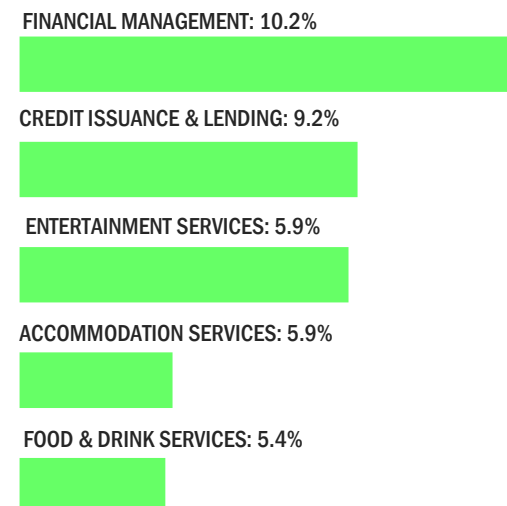 FINANCIAL MANAGEMENT: 10.2%
CREDIT ISSUANCE & LENDING: 9.2%
ENTERTAINMENT SERVICES: 5.9%
ACCOMMODATION SERVICES: 5.9%
FOOD & DRINK SERVICES: 5.4%